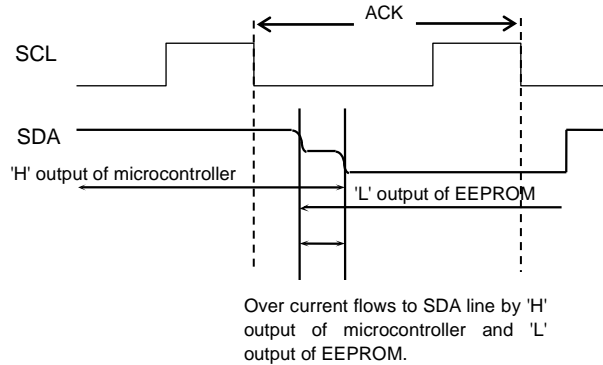 ACK
SCL
SDA
'H' output of microcontroller
'L' output of EEPROM
Over current flows to SDA line by 'H'
output of microcontroller and 'L'
output of EEPROM.